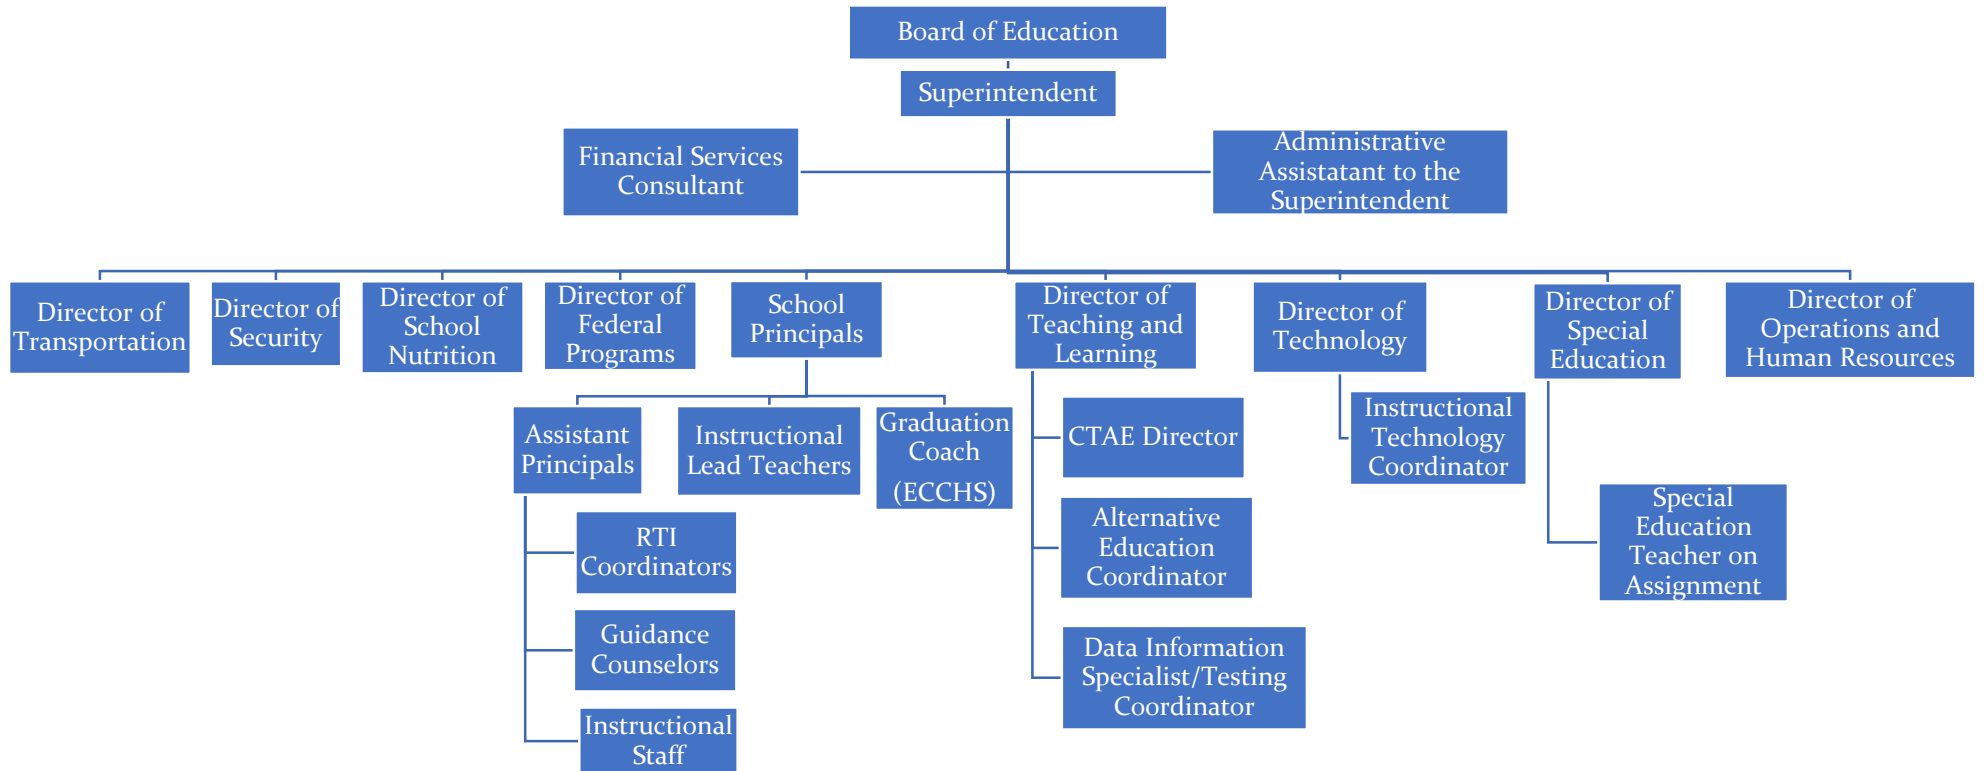 Board of Education
Superintendent
Financial Services
Consultant
Administrative
Assistatant to the
Superintendent
Director of
Transportation
Director of
Security
Director of
School
Nutrition
Director of
Federal
Programs
School
Principals
Director of
Teaching and
Learning
Director of
Technology
Director of
Special
Education
Director of
Operations and
Human Resources
Assistant
Principals
Instructional
Lead Teachers
Graduation
Coach
(ECCHS)
CTAE Director
Instructional
Technology
Coordinator
RTI
Coordinators
Alternative
Education
Coordinator
Special
Education
Teacher on
Assignment
Guidance
Counselors
Data Information
Specialist/Testing
Coordinator
Instructional
Staff